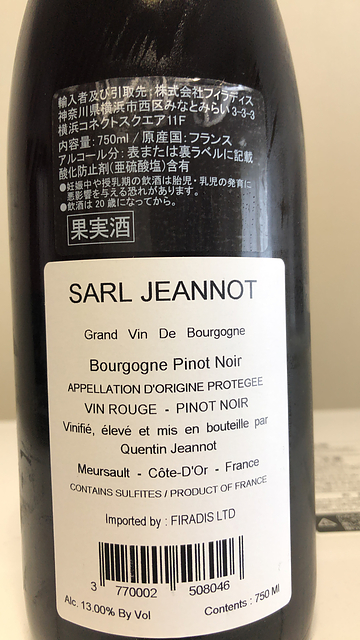 輸入者及び引取先:株式会社フィラディス
神奈川県横浜市西区みなとみらい3-3-3
横浜コネクトスクエア11F
内容量:750ml / 原産国:フランス
アルコール分:表または裏ラベルに記載
酸化防止剤(亜硫酸塩)含有
●妊娠中や授乳期の飲酒は胎児・乳児の発育に
悪影響を与える恐れがあります。
●飲酒は20歳になってから。
果実酒
SARL JEANNOT
Grand Vin De Bourgogne
Bourgogne Pinot Noir
APPELLATION D'ORIGINE PROTEGEE
VIN ROUGE - PINOT NOIR
Vinifié, élevé et mis en bouteille par
Quentin Jeannot
Meursault - Côte-D'Or - France
CONTAINS SULFITES / PRODUCT OF FRANCE
Imported by : FIRADIS LTD
3 770002 508046
Alc. 13.00% By Vol
Contents : 750 Ml